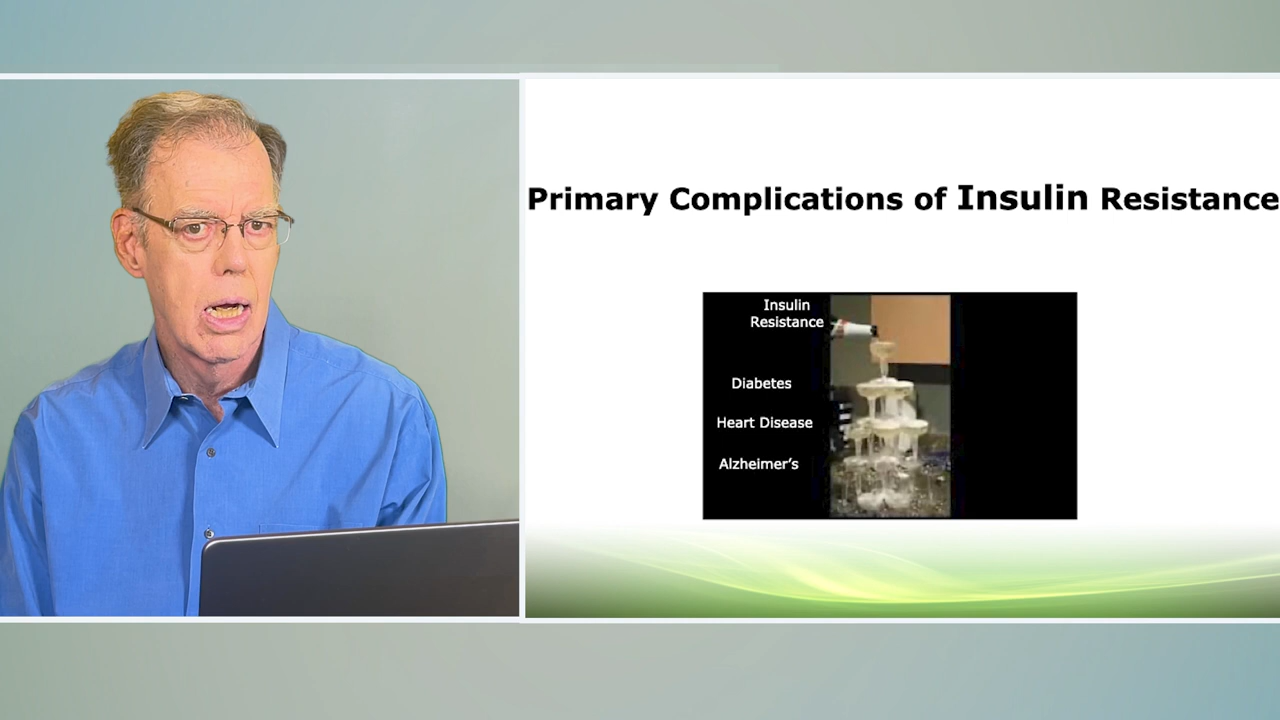 Primary Complications of Insulin Resistance
Insulin
Resistance
Diabetes
Heart Disease
Alzheimer’s